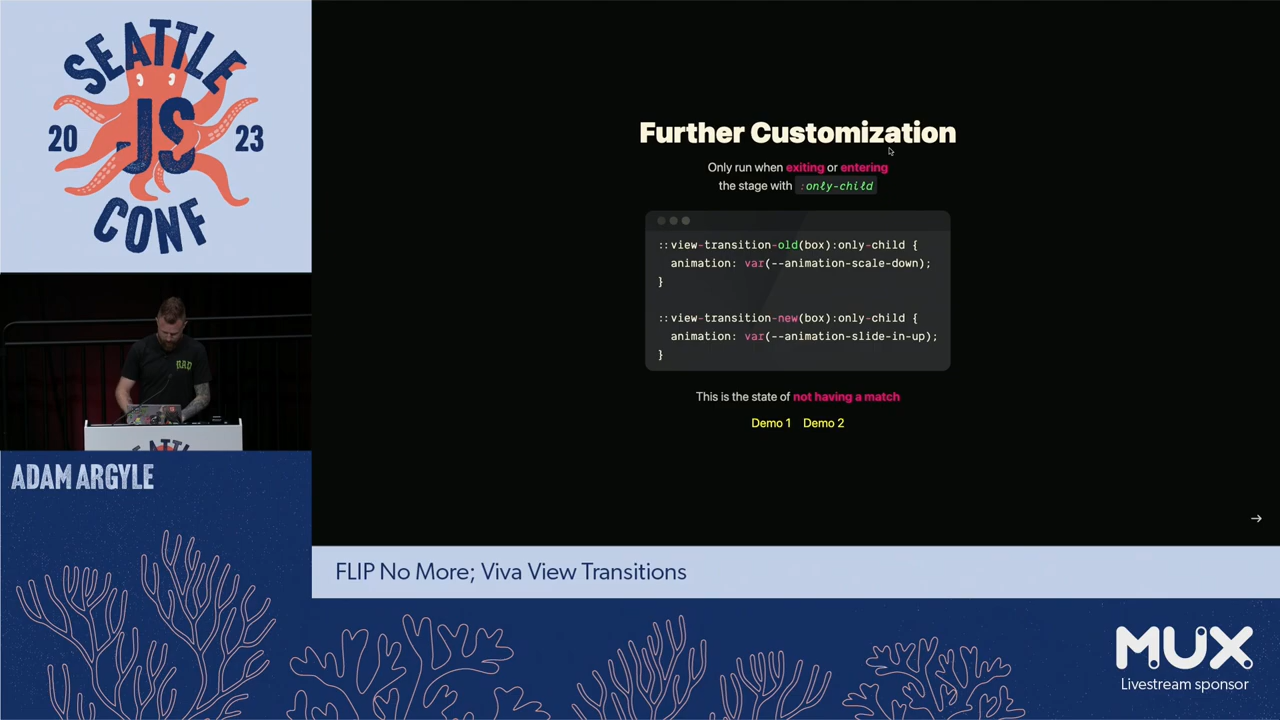 SEATTLE
JS
20 23
CONF
ADAM ARGYLE
Further Customization
Only run when exiting or entering
the stage with :only-child
::view-transition-old(box):only-child {
animation: var(--animation-scale-down);
}
::view-transition-new(box):only-child {
animation: var(--animation-slide-in-up);
}
This is the state of not having a match
Demo 1 Demo 2
→
FLIP No More; Viva View Transitions
MUX
Livestream sponsor